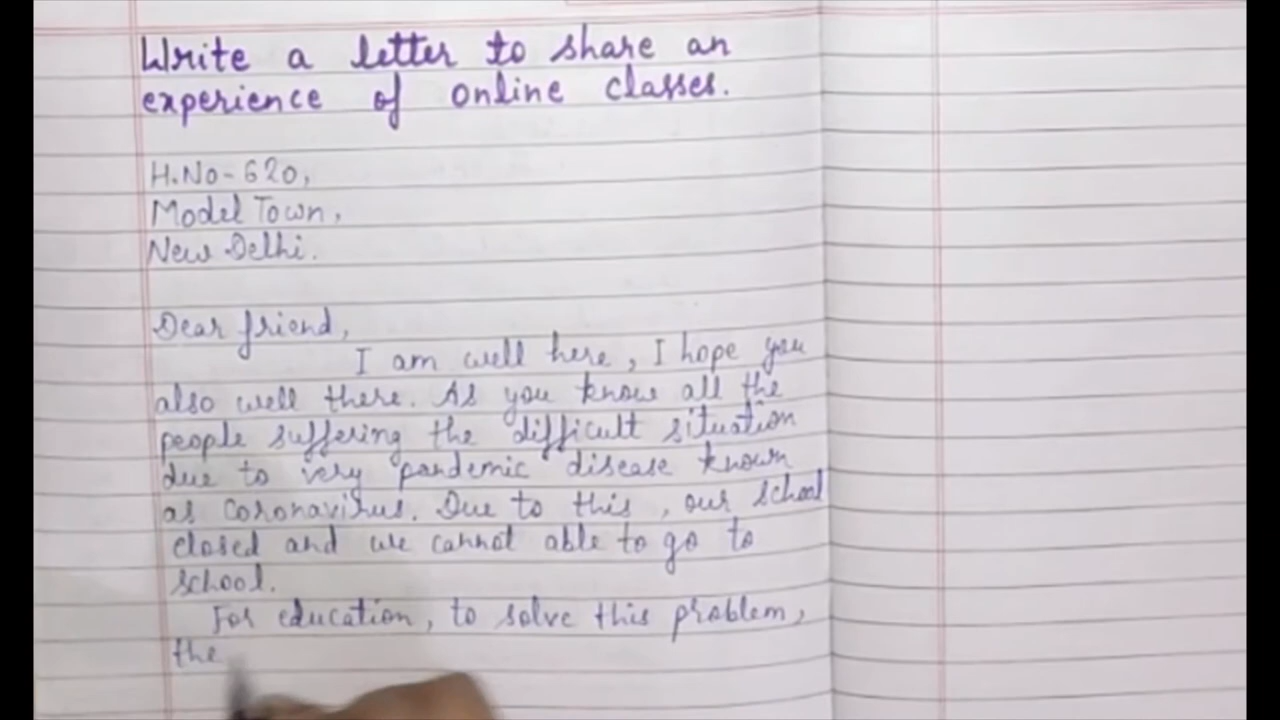 Write a letter to share an
experience of online classes.
H.No-620,
Model Town,
New Delhi.
Dear friend,
I am well here, I hope you
also well there. As you know all the
people suffering the difficult situation
due to very pandemic disease known
as coronavirus. Due to this, our school
closed and we cannot able to go to
school.
For education, to solve this problem,
the